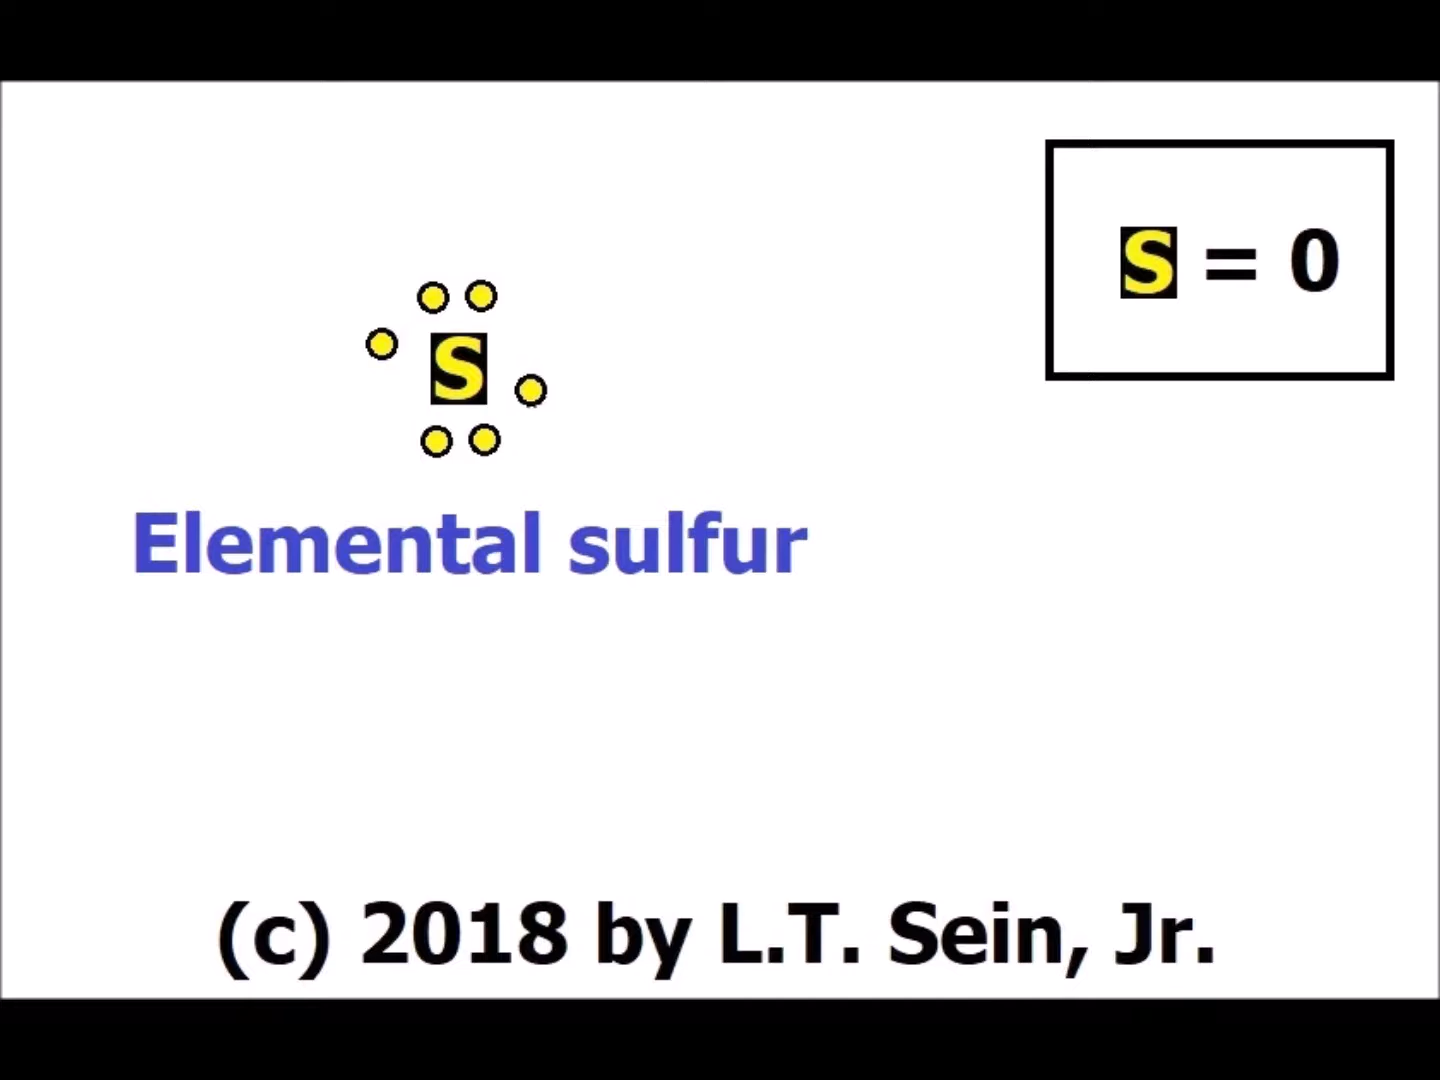 S = 0
S
Elemental sulfur
(c) 2018 by L.T. Sein, Jr.